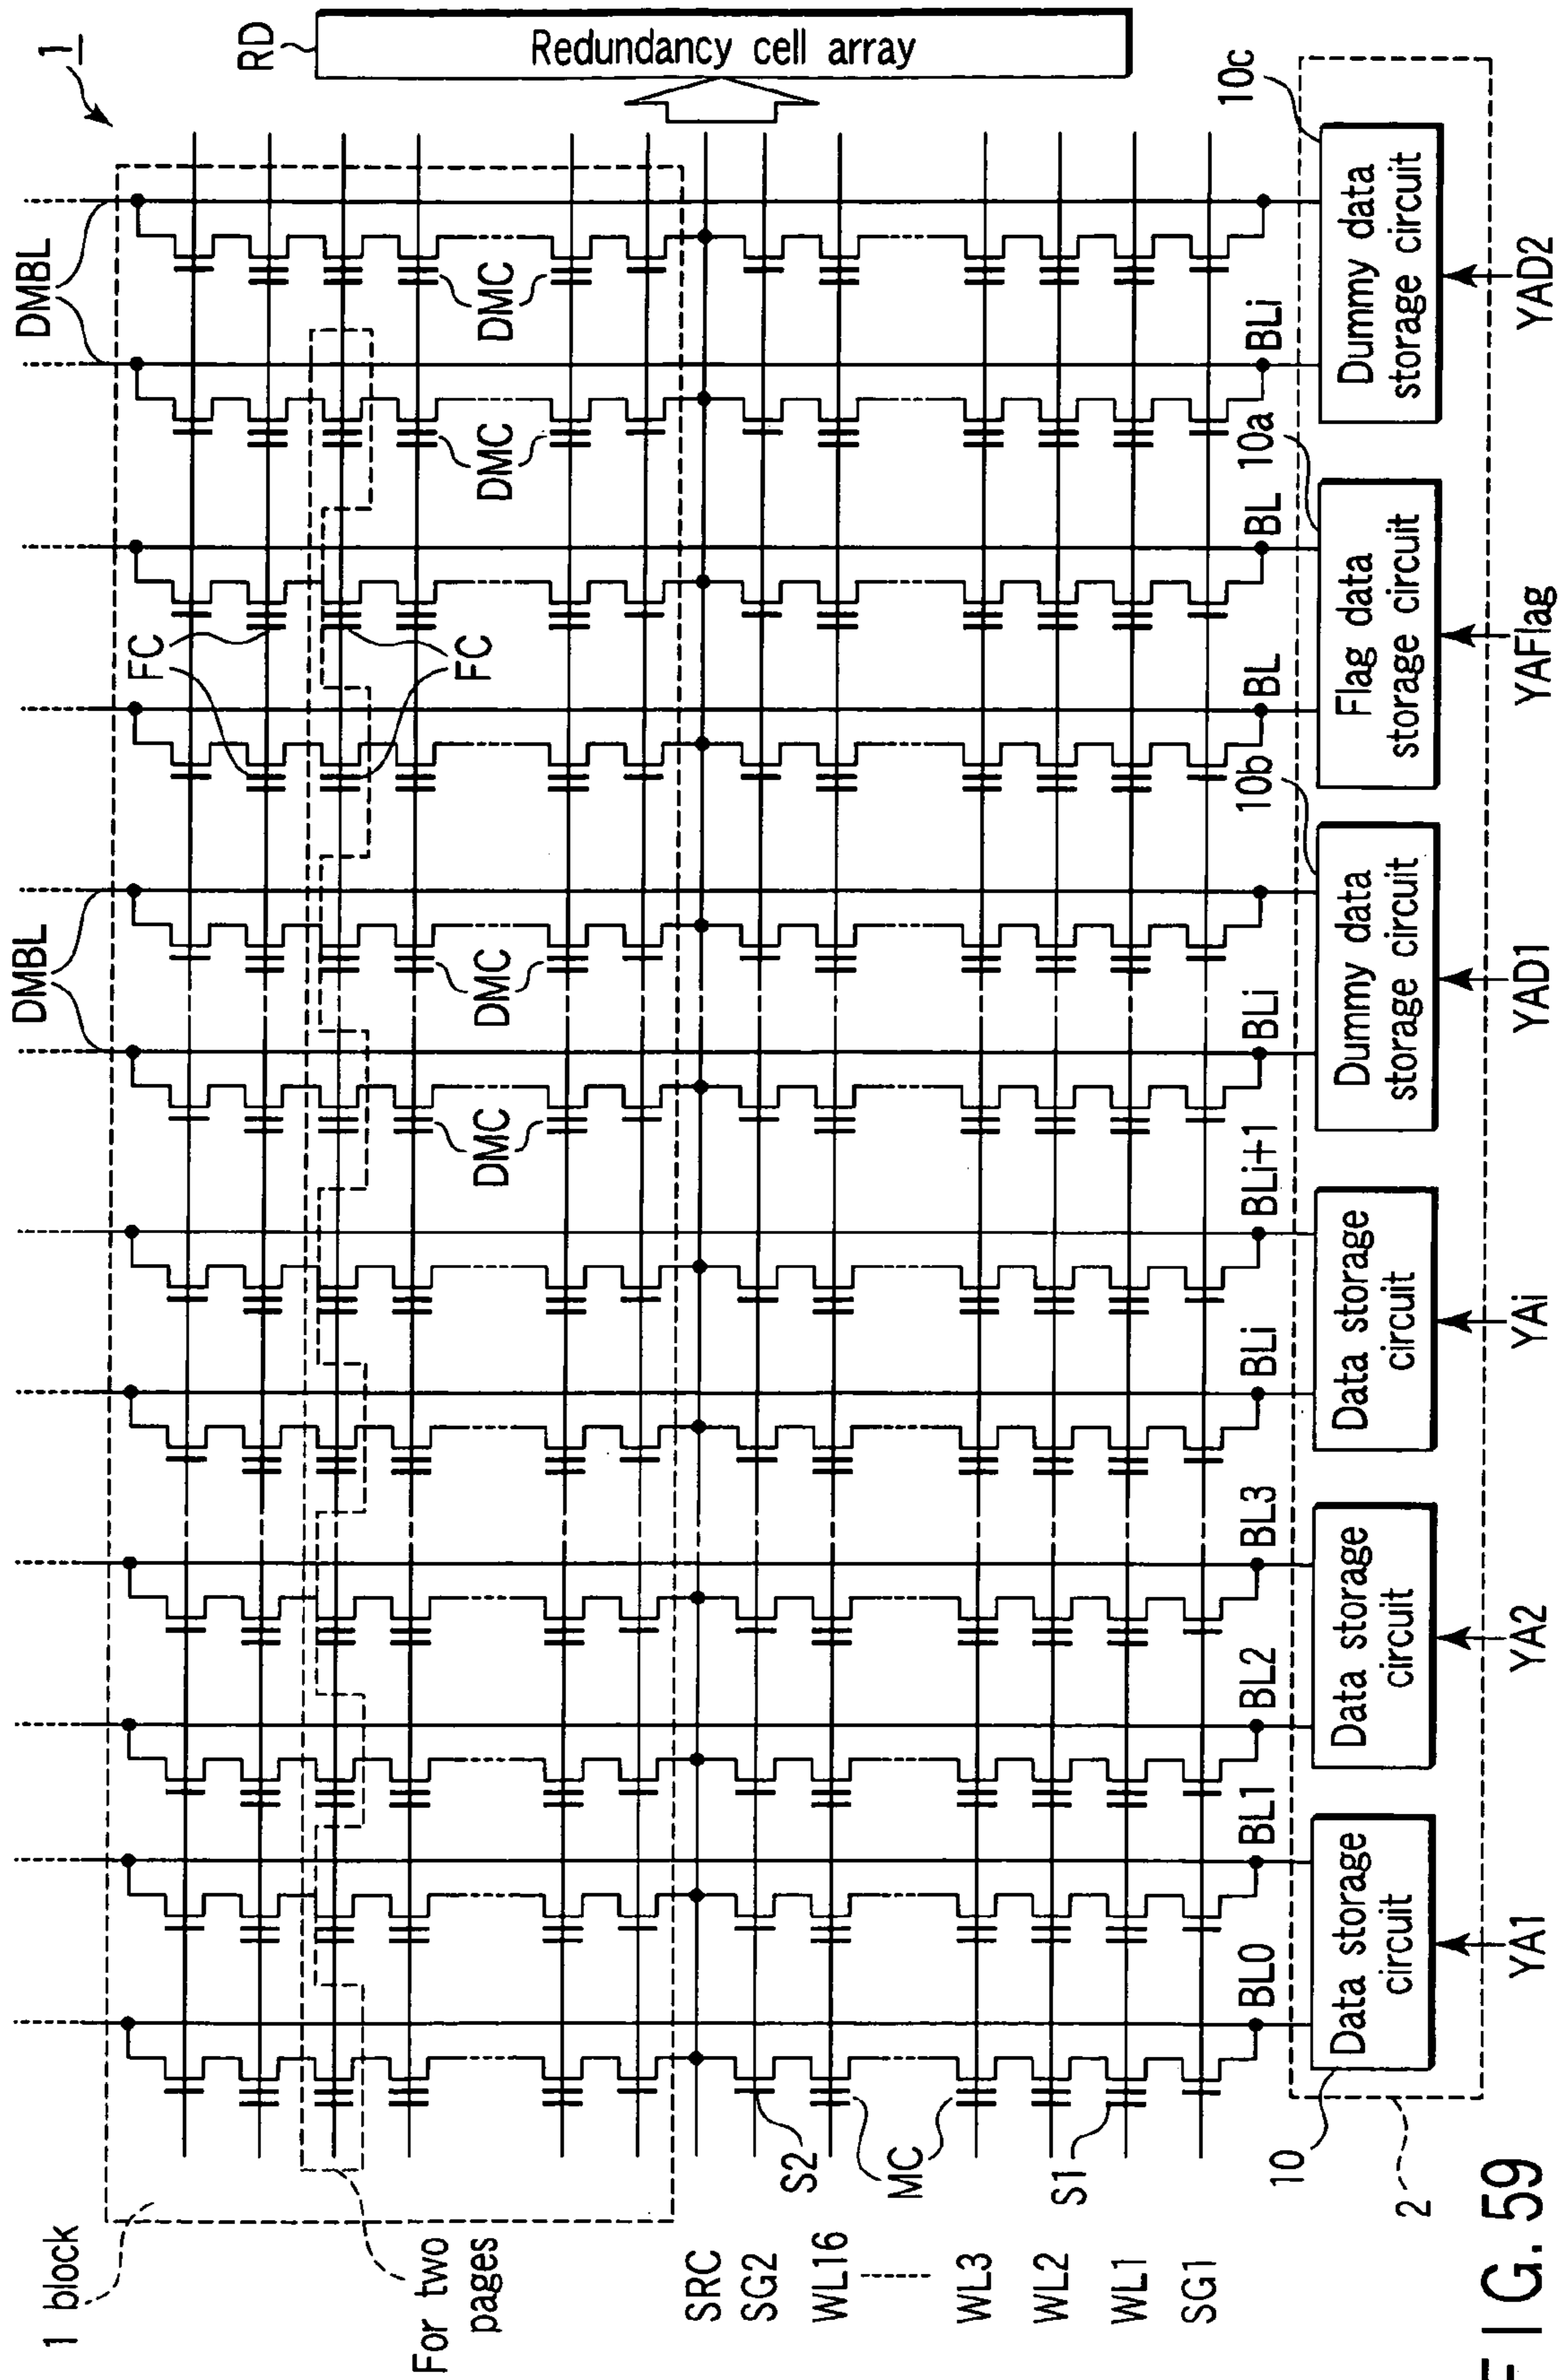 1
RD
Redundancy cell array
DMBL
DMBL
1 block
For two
pages
FC
FC
DMC
DMC
DMC
DMC
SRC
SG2
WL16
WL3
WL2
WL1
SG1
S2
MC
S1
BL0
BL1
BL2
BL3
BLi
BLi+1
BLi
BL
BL
BLi
10
10b
10a
10c
2
Data storage
circuit
Data storage
circuit
Data storage
circuit
Dummy data
storage circuit
Flag data
storage circuit
Dummy data
storage circuit
YA1
YA2
YAi
YAD1
YAFlag
YAD2
FIG. 59